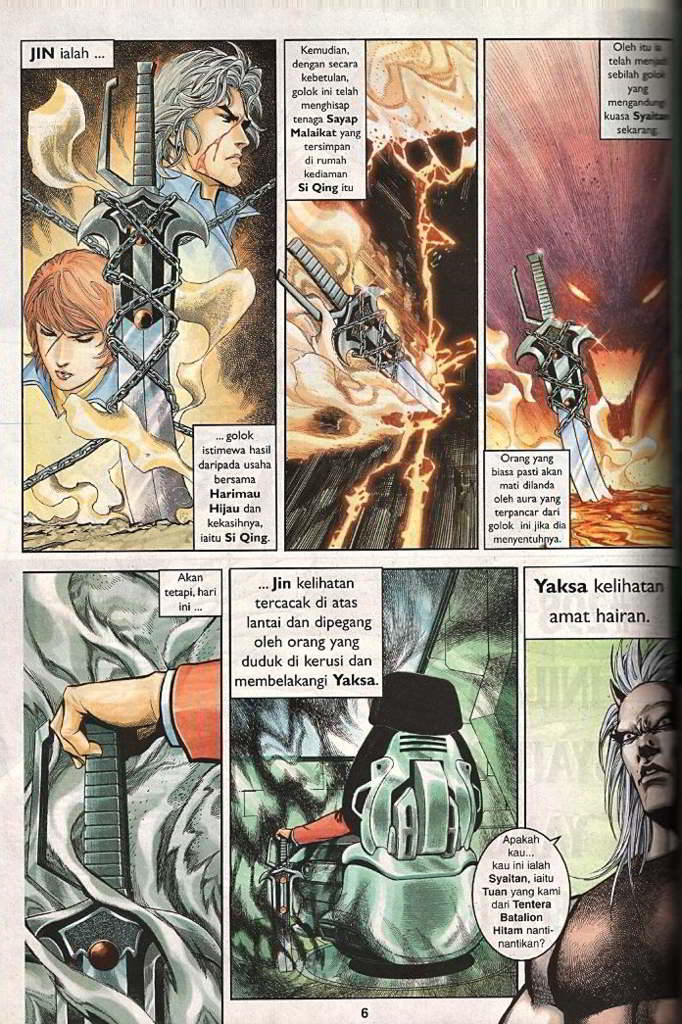 JIN ialah ...
... golok
istimewa hasil
daripada usaha
bersama
Harimau
Hijau dan
kekasihnya,
iaitu Si Qing.
Kemudian,
dengan secara
kebetulan,
golok ini telah
menghisap
tenaga Sayap
Malaikat yang
tersimpan
di rumah
kediaman
Si Qing itu
Oleh itu ia
telah menjadi
sebilah golok
yang
mengandungi
kuasa Syaitan
sekarang.
Orang yang
biasa pasti akan
mati dilanda
oleh aura yang
terpancar dari
golok ini jika dia
menyentuhnya.
Akan
tetapi, hari
ini ...
... Jin kelihatan
tercacak di atas
lantai dan dipegang
oleh orang yang
duduk di kerusi dan
membelakangi Yaksa.
Yaksa kelihatan
amat hairan.
Apakah
kau...
kau ini ialah
Syaitan, iaitu
Tuan yang kami
dari Tentera
Batalion
Hitam nanti-
nantikan?
6